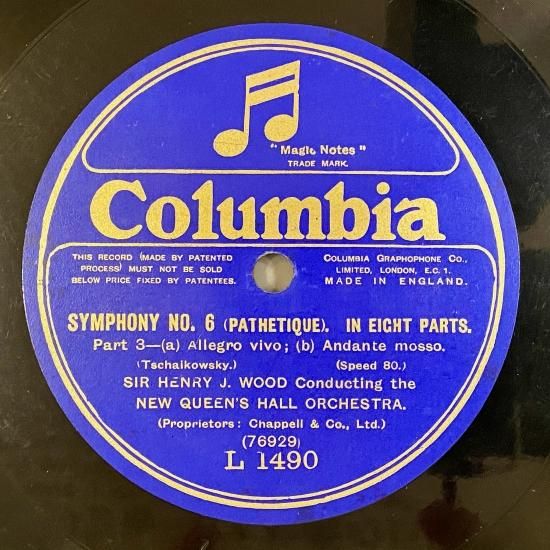 "Magic Notes"
TRADE MARK.
Columbia
THIS RECORD (MADE BY PATENTED
PROCESS) MUST NOT BE SOLD
BELOW PRICE FIXED BY PATENTEES.
COLUMBIA GRAPHOPHONE CO.,
LIMITED, LONDON, E.C. 1.
MADE IN ENGLAND.
SYMPHONY NO. 6 (PATHETIQUE). IN EIGHT PARTS.
Part 3—(a) Allegro vivo; (b) Andante mosso.
(Tschaikowsky.) (Speed 80.)
SIR HENRY J. WOOD Conducting the
NEW QUEEN'S HALL ORCHESTRA.
(Proprietors: Chappell & Co., Ltd.)
(76929)
L 1490